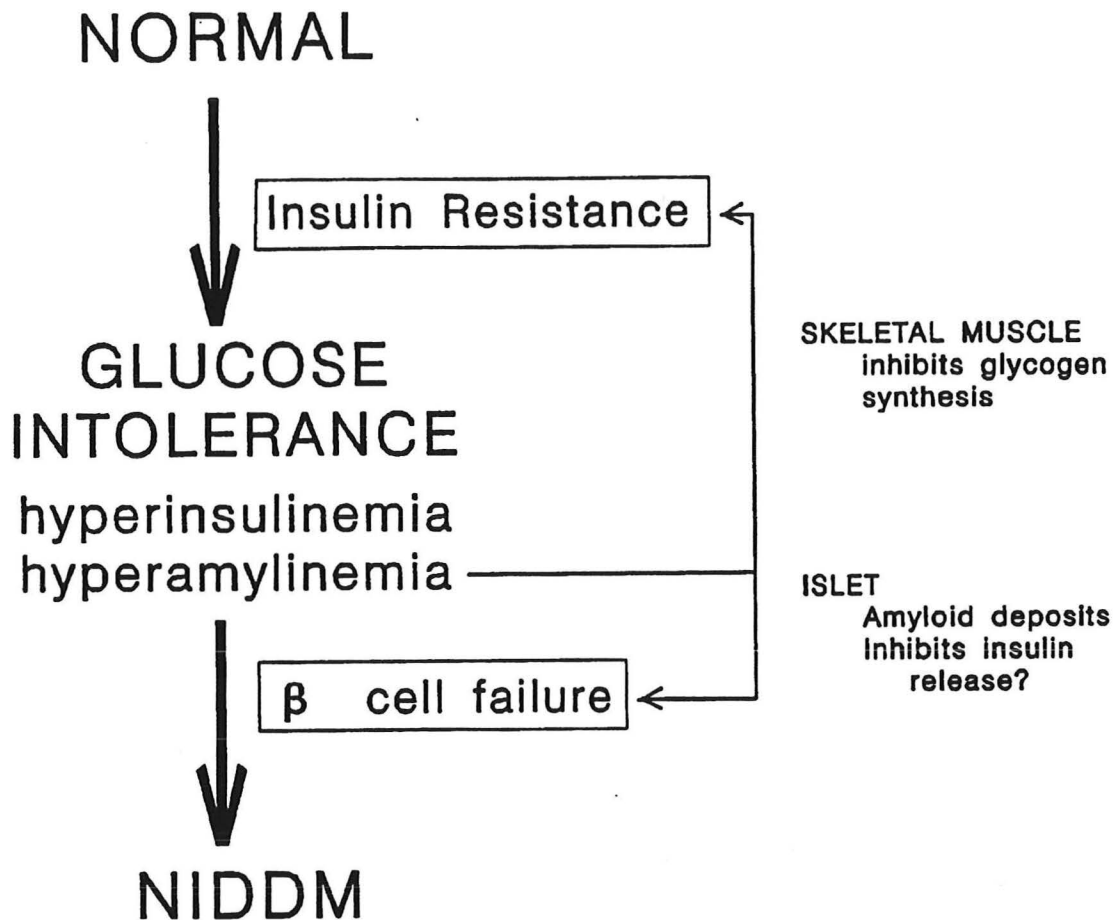 NORMAL
Insulin Resistance
SKELETAL MUSCLE
inhibits glycogen
synthesis
GLUCOSE
INTOLERANCE
hyperinsulinemia
hyperamylinemia
ISLET
Amyloid deposits
Inhibits insulin
release?
β cell failure
NIDDM